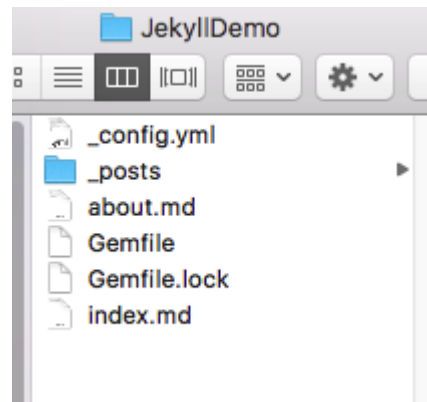 JekyllDemo
_config.yml
_posts
about.md
Gemfile
Gemfile.lock
index.md